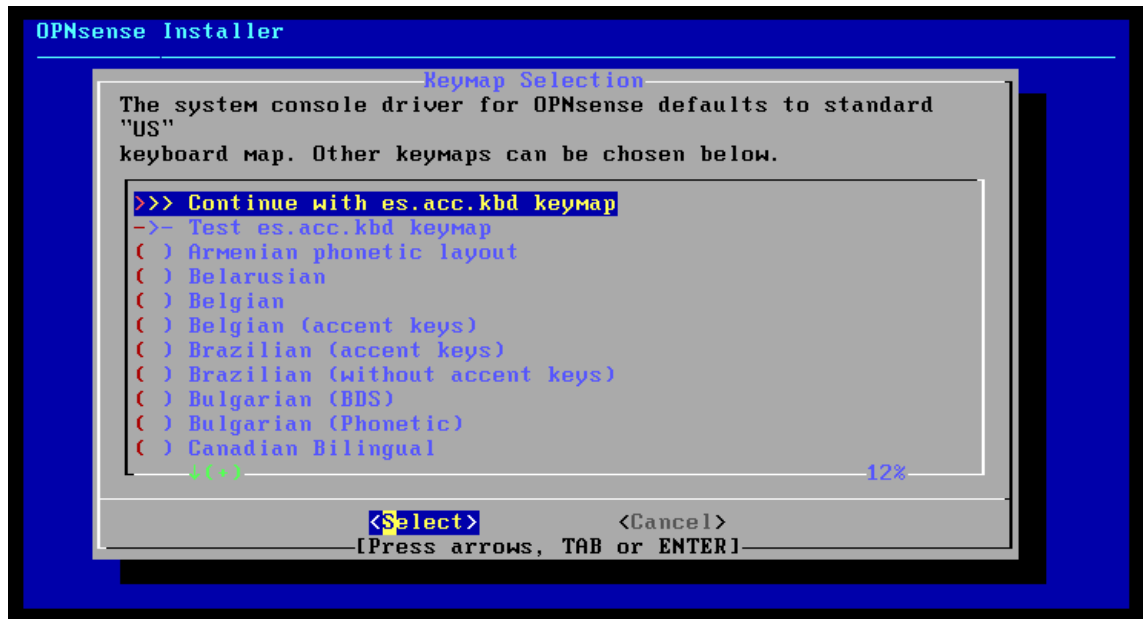 OPNsense Installer
Keymap Selection
The system console driver for OPNsense defaults to standard
"US"
keyboard map. Other keymaps can be chosen below.
>>> Continue with es.acc.kbd keymap
->- Test es.acc.kbd keymap
( ) Armenian phonetic layout
( ) Belarusian
( ) Belgian
( ) Belgian (accent keys)
( ) Brazilian (accent keys)
( ) Brazilian (without accent keys)
( ) Bulgarian (BDS)
( ) Bulgarian (Phonetic)
( ) Canadian Bilingual
↓(+) 12%
<Select> <Cancel>
[Press arrows, TAB or ENTER]